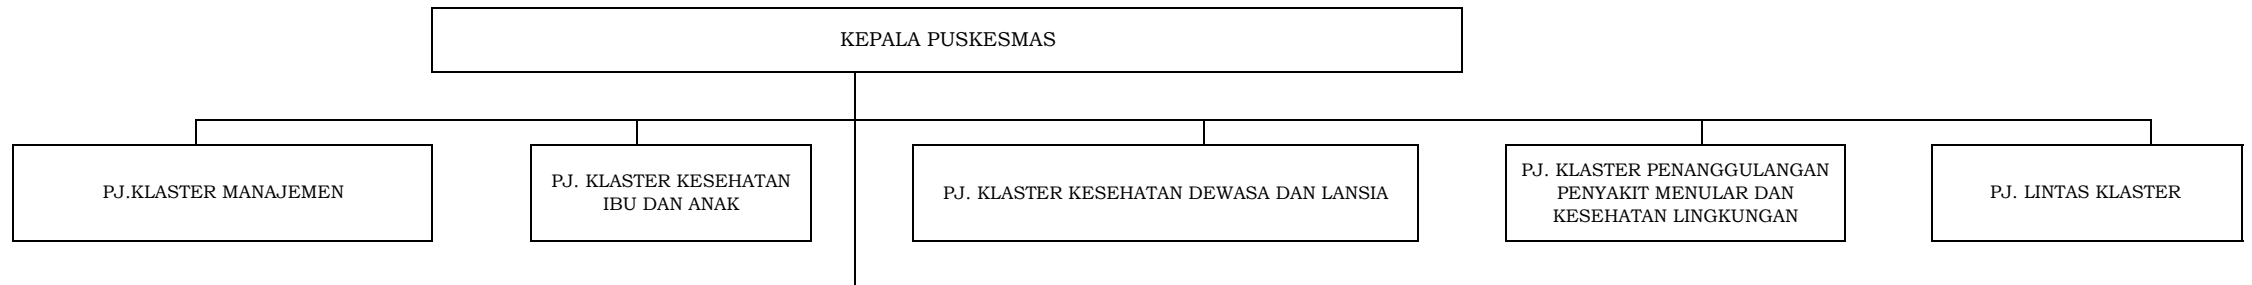 KEPALA PUSKESMAS
PJ.KLASTER MANAJEMEN
PJ. KLASTER KESEHATAN
IBU DAN ANAK
PJ. KLASTER KESEHATAN DEWASA DAN LANSIA
PJ. KLASTER PENANGGULANGAN
PENYAKIT MENULAR DAN
KESEHATAN LINGKUNGAN
PJ. LINTAS KLASTER